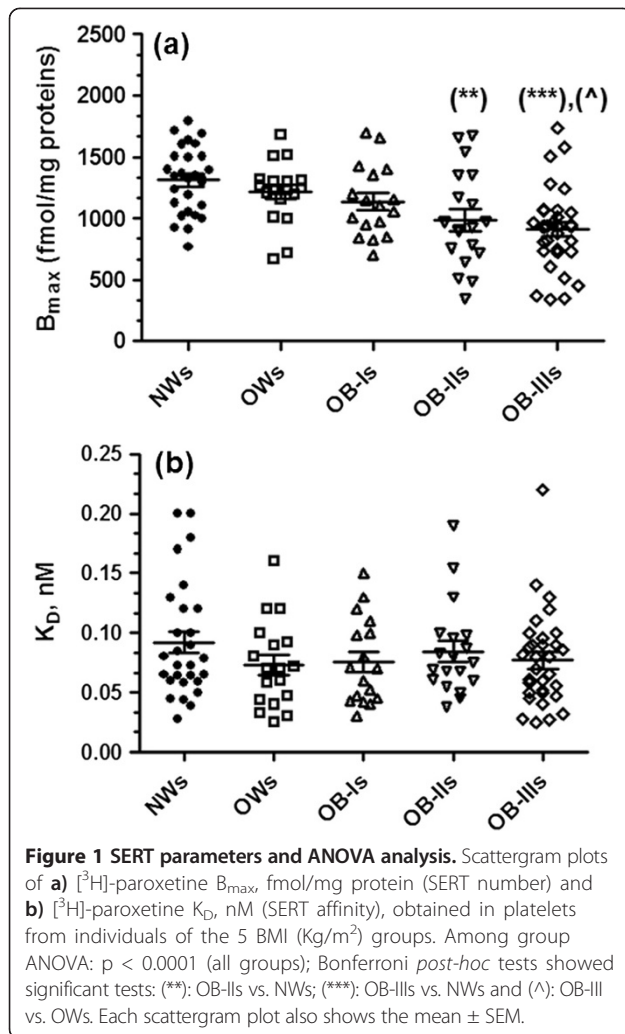 (a)
(**)
(***),(^)
B_max (fmol/mg proteins)
2500
2000
1500
1000
500
0
NWs
OWs
OB-Is
OB-IIs
OB-IIIs
(b)
K_D, nM
0.25
0.20
0.15
0.10
0.05
0.00
NWs
OWs
OB-Is
OB-IIs
OB-IIIs
Figure 1 SERT parameters and ANOVA analysis. Scattergram plots
of a) [³H]-paroxetine B_max, fmol/mg protein (SERT number) and
b) [³H]-paroxetine K_D, nM (SERT affinity), obtained in platelets
from individuals of the 5 BMI (Kg/m²) groups. Among group
ANOVA: p < 0.0001 (all groups); Bonferroni post-hoc tests showed
significant tests: (**): OB-IIs vs. NWs; (***): OB-IIIs vs. NWs and (^): OB-III
vs. OWs. Each scattergram plot also shows the mean ± SEM.